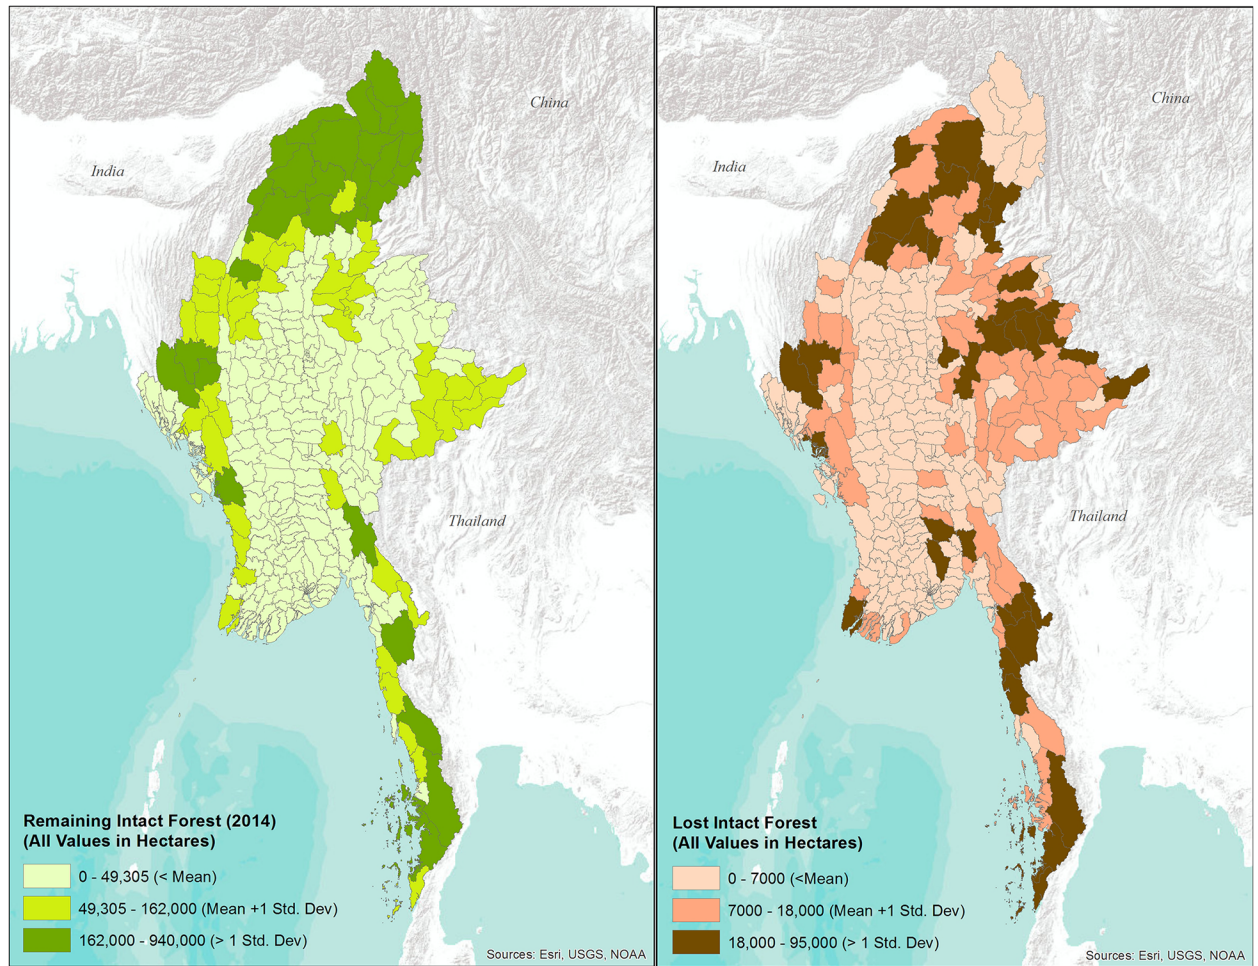 China
India
Thailand
Remaining Intact Forest (2014)
(All Values in Hectares)
0 - 49,305 (< Mean)
49,305 - 162,000 (Mean +1 Std. Dev)
162,000 - 940,000 (> 1 Std. Dev)
Sources: Esri, USGS, NOAA
China
India
Thailand
Lost Intact Forest
(All Values in Hectares)
0 - 7000 (<Mean)
7000 - 18,000 (Mean +1 Std. Dev)
18,000 - 95,000 (> 1 Std. Dev)
Sources: Esri, USGS, NOAA